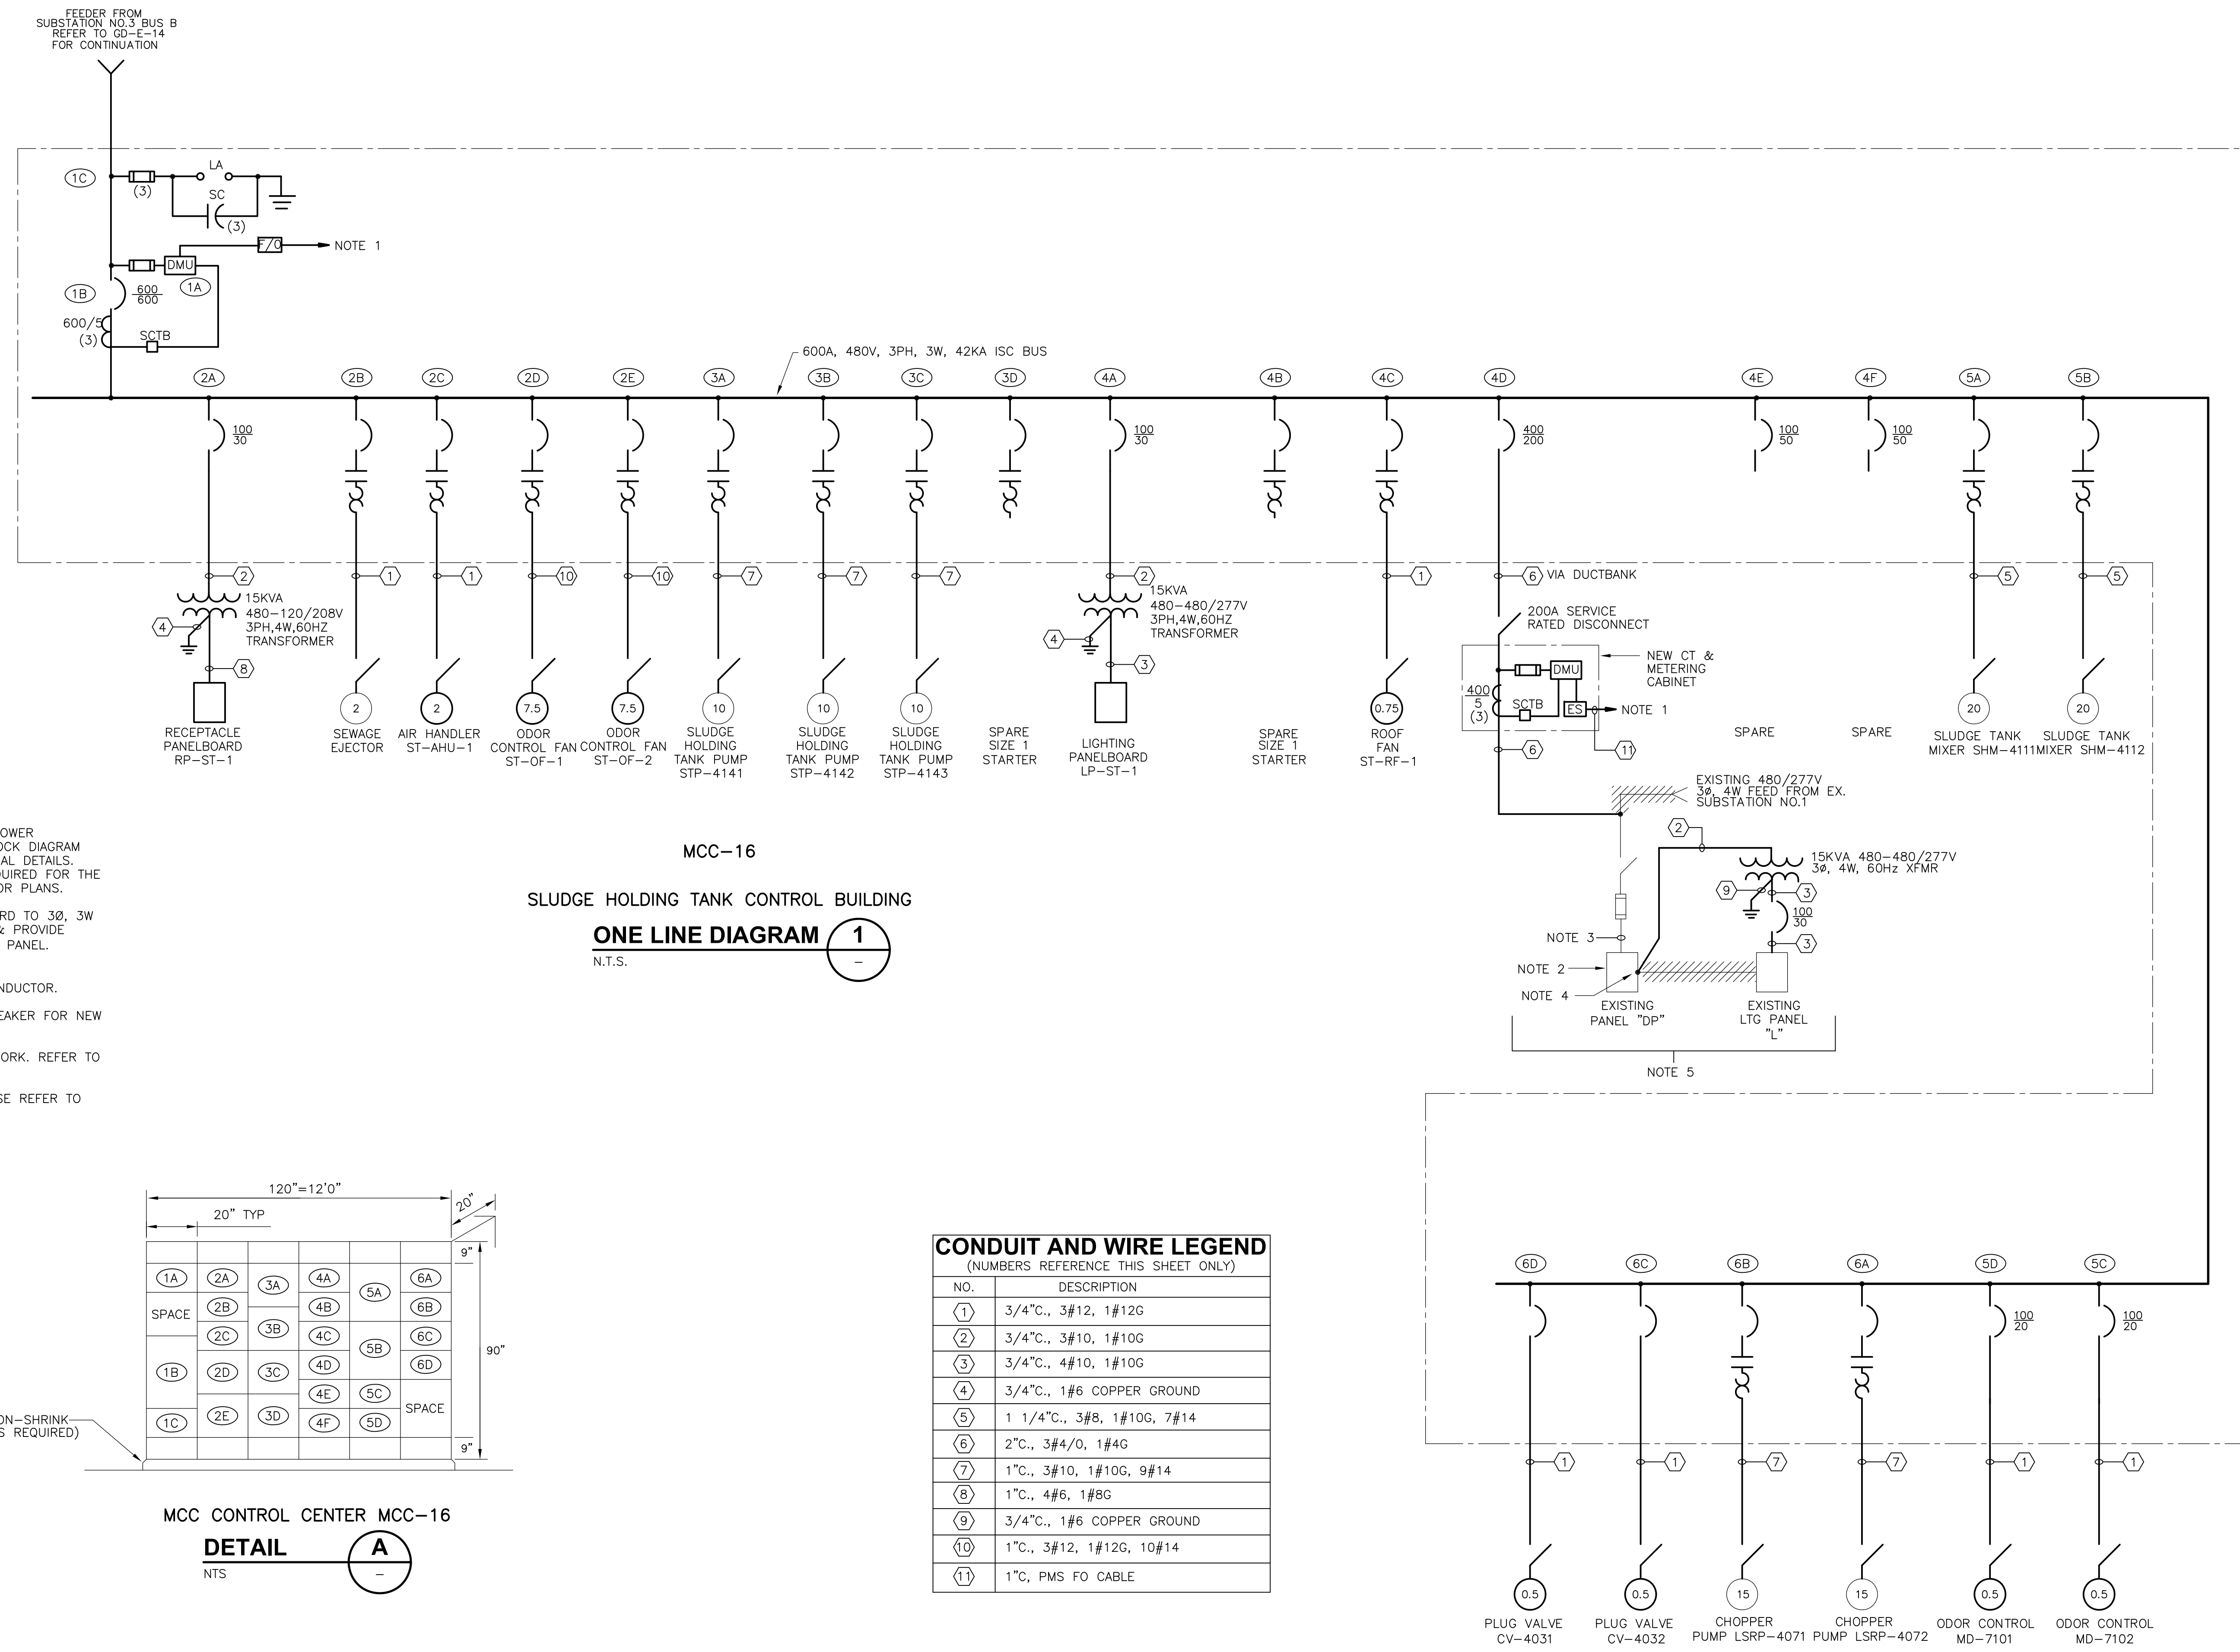 FEEDER FROM
SUBSTATION NO.3 BUS B
REFER TO GD-E-14
FOR CONTINUATION
1C
(3)
LA
SC
(3)
F/O
NOTE 1
DMU
1A
1B
600
600
600/5
(3)
SCTB
600A, 480V, 3PH, 3W, 42KA ISC BUS
2A 2B 2C 2D 2E 3A 3B 3C 3D 4A 4B 4C 4D 4E 4F 5A 5B
100
30
100
30
400
200
100
50
100
50
2 1 1 10 10 7 7 7 2 1 6 VIA DUCTBANK 5 5
15KVA
480-120/208V
3PH,4W,60HZ
TRANSFORMER
4
8
15KVA
480-480/277V
3PH,4W,60HZ
TRANSFORMER
4
3
200A SERVICE
RATED DISCONNECT
NEW CT &
METERING
CABINET
DMU
400
5
(3)
SCTB
ES
NOTE 1
6
11
2 2 7.5 7.5 10 10 10 0.75 20 20
RECEPTACLE
PANELBOARD
RP-ST-1
SEWAGE
EJECTOR
AIR HANDLER
ST-AHU-1
ODOR
CONTROL FAN
ST-OF-1
ODOR
CONTROL FAN
ST-OF-2
SLUDGE
HOLDING
TANK PUMP
STP-4141
SLUDGE
HOLDING
TANK PUMP
STP-4142
SLUDGE
HOLDING
TANK PUMP
STP-4143
SPARE
SIZE 1
STARTER
LIGHTING
PANELBOARD
LP-ST-1
SPARE
SIZE 1
STARTER
ROOF
FAN
ST-RF-1
SPARE
SPARE
SLUDGE TANK
MIXER SHM-4111
SLUDGE TANK
MIXER SHM-4112
EXISTING 480/277V
3ø, 4W FEED FROM EX.
SUBSTATION NO.1
2
15KVA 480-480/277V
3ø, 4W, 60Hz XFMR
9
3
100
30
3
NOTE 3
NOTE 2
NOTE 4
EXISTING
PANEL "DP"
EXISTING
LTG PANEL
"L"
NOTE 5
OWER
OCK DIAGRAM
AL DETAILS.
QUIRED FOR THE
OR PLANS.
RD TO 3Ø, 3W
& PROVIDE
PANEL.
NDUCTOR.
EAKER FOR NEW
ORK. REFER TO
SE REFER TO
MCC-16
SLUDGE HOLDING TANK CONTROL BUILDING
ONE LINE DIAGRAM
1
-
N.T.S.
120"=12'0"
20"
20" TYP
9"
90"
9"
1A
SPACE
1B
1C
2A
2B
2C
2D
2E
3A
3B
3C
3D
4A
4B
4C
4D
4E
4F
5A
5B
5C
5D
6A
6B
6C
6D
SPACE
ON-SHRINK
S REQUIRED)
MCC CONTROL CENTER MCC-16
DETAIL
A
-
NTS
CONDUIT AND WIRE LEGEND
(NUMBERS REFERENCE THIS SHEET ONLY)
NO. DESCRIPTION
1 3/4"C., 3#12, 1#12G
2 3/4"C., 3#10, 1#10G
3 3/4"C., 4#10, 1#10G
4 3/4"C., 1#6 COPPER GROUND
5 1 1/4"C., 3#8, 1#10G, 7#14
6 2"C., 3#4/0, 1#4G
7 1"C., 3#10, 1#10G, 9#14
8 1"C., 4#6, 1#8G
9 3/4"C., 1#6 COPPER GROUND
10 1"C., 3#12, 1#12G, 10#14
11 1"C, PMS FO CABLE
6D 6C 6B 6A 5D 5C
100
20
100
20
1 1 7 7 1 1
0.5 0.5 15 15 0.5 0.5
PLUG VALVE
CV-4031
PLUG VALVE
CV-4032
CHOPPER
PUMP LSRP-4071
CHOPPER
PUMP LSRP-4072
ODOR CONTROL
MD-7101
ODOR CONTROL
MD-7102